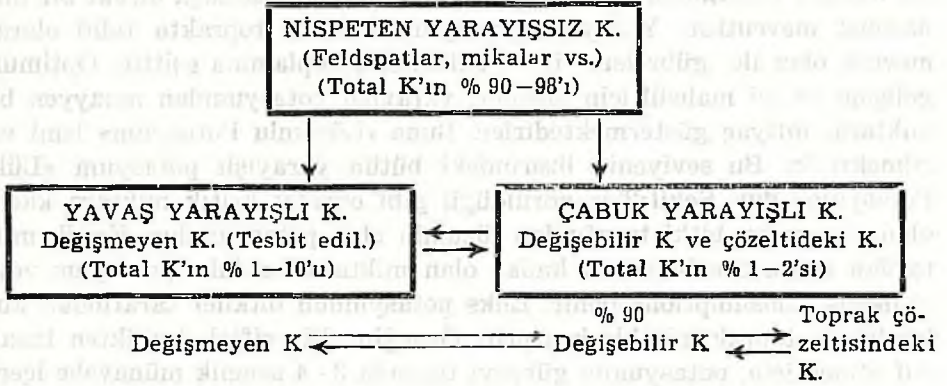 NİSPETEN YARAYIŞSIZ K.
(Feldspatlar, mikalar vs.)
(Total K'ın % 90—98'ı)
YAVAŞ YARAYIŞLI K.
Değişmeyen K. (Tesbit edil.)
(Total K'ın % 1—10'u)
ÇABUK YARAYIŞLI K.
Değişebilir K ve çözeltideki K.
(Total K'ın % 1—2'si)
% 90
Değişmeyen K
Değişebilir K
Toprak çö-
zeltisindeki
K.